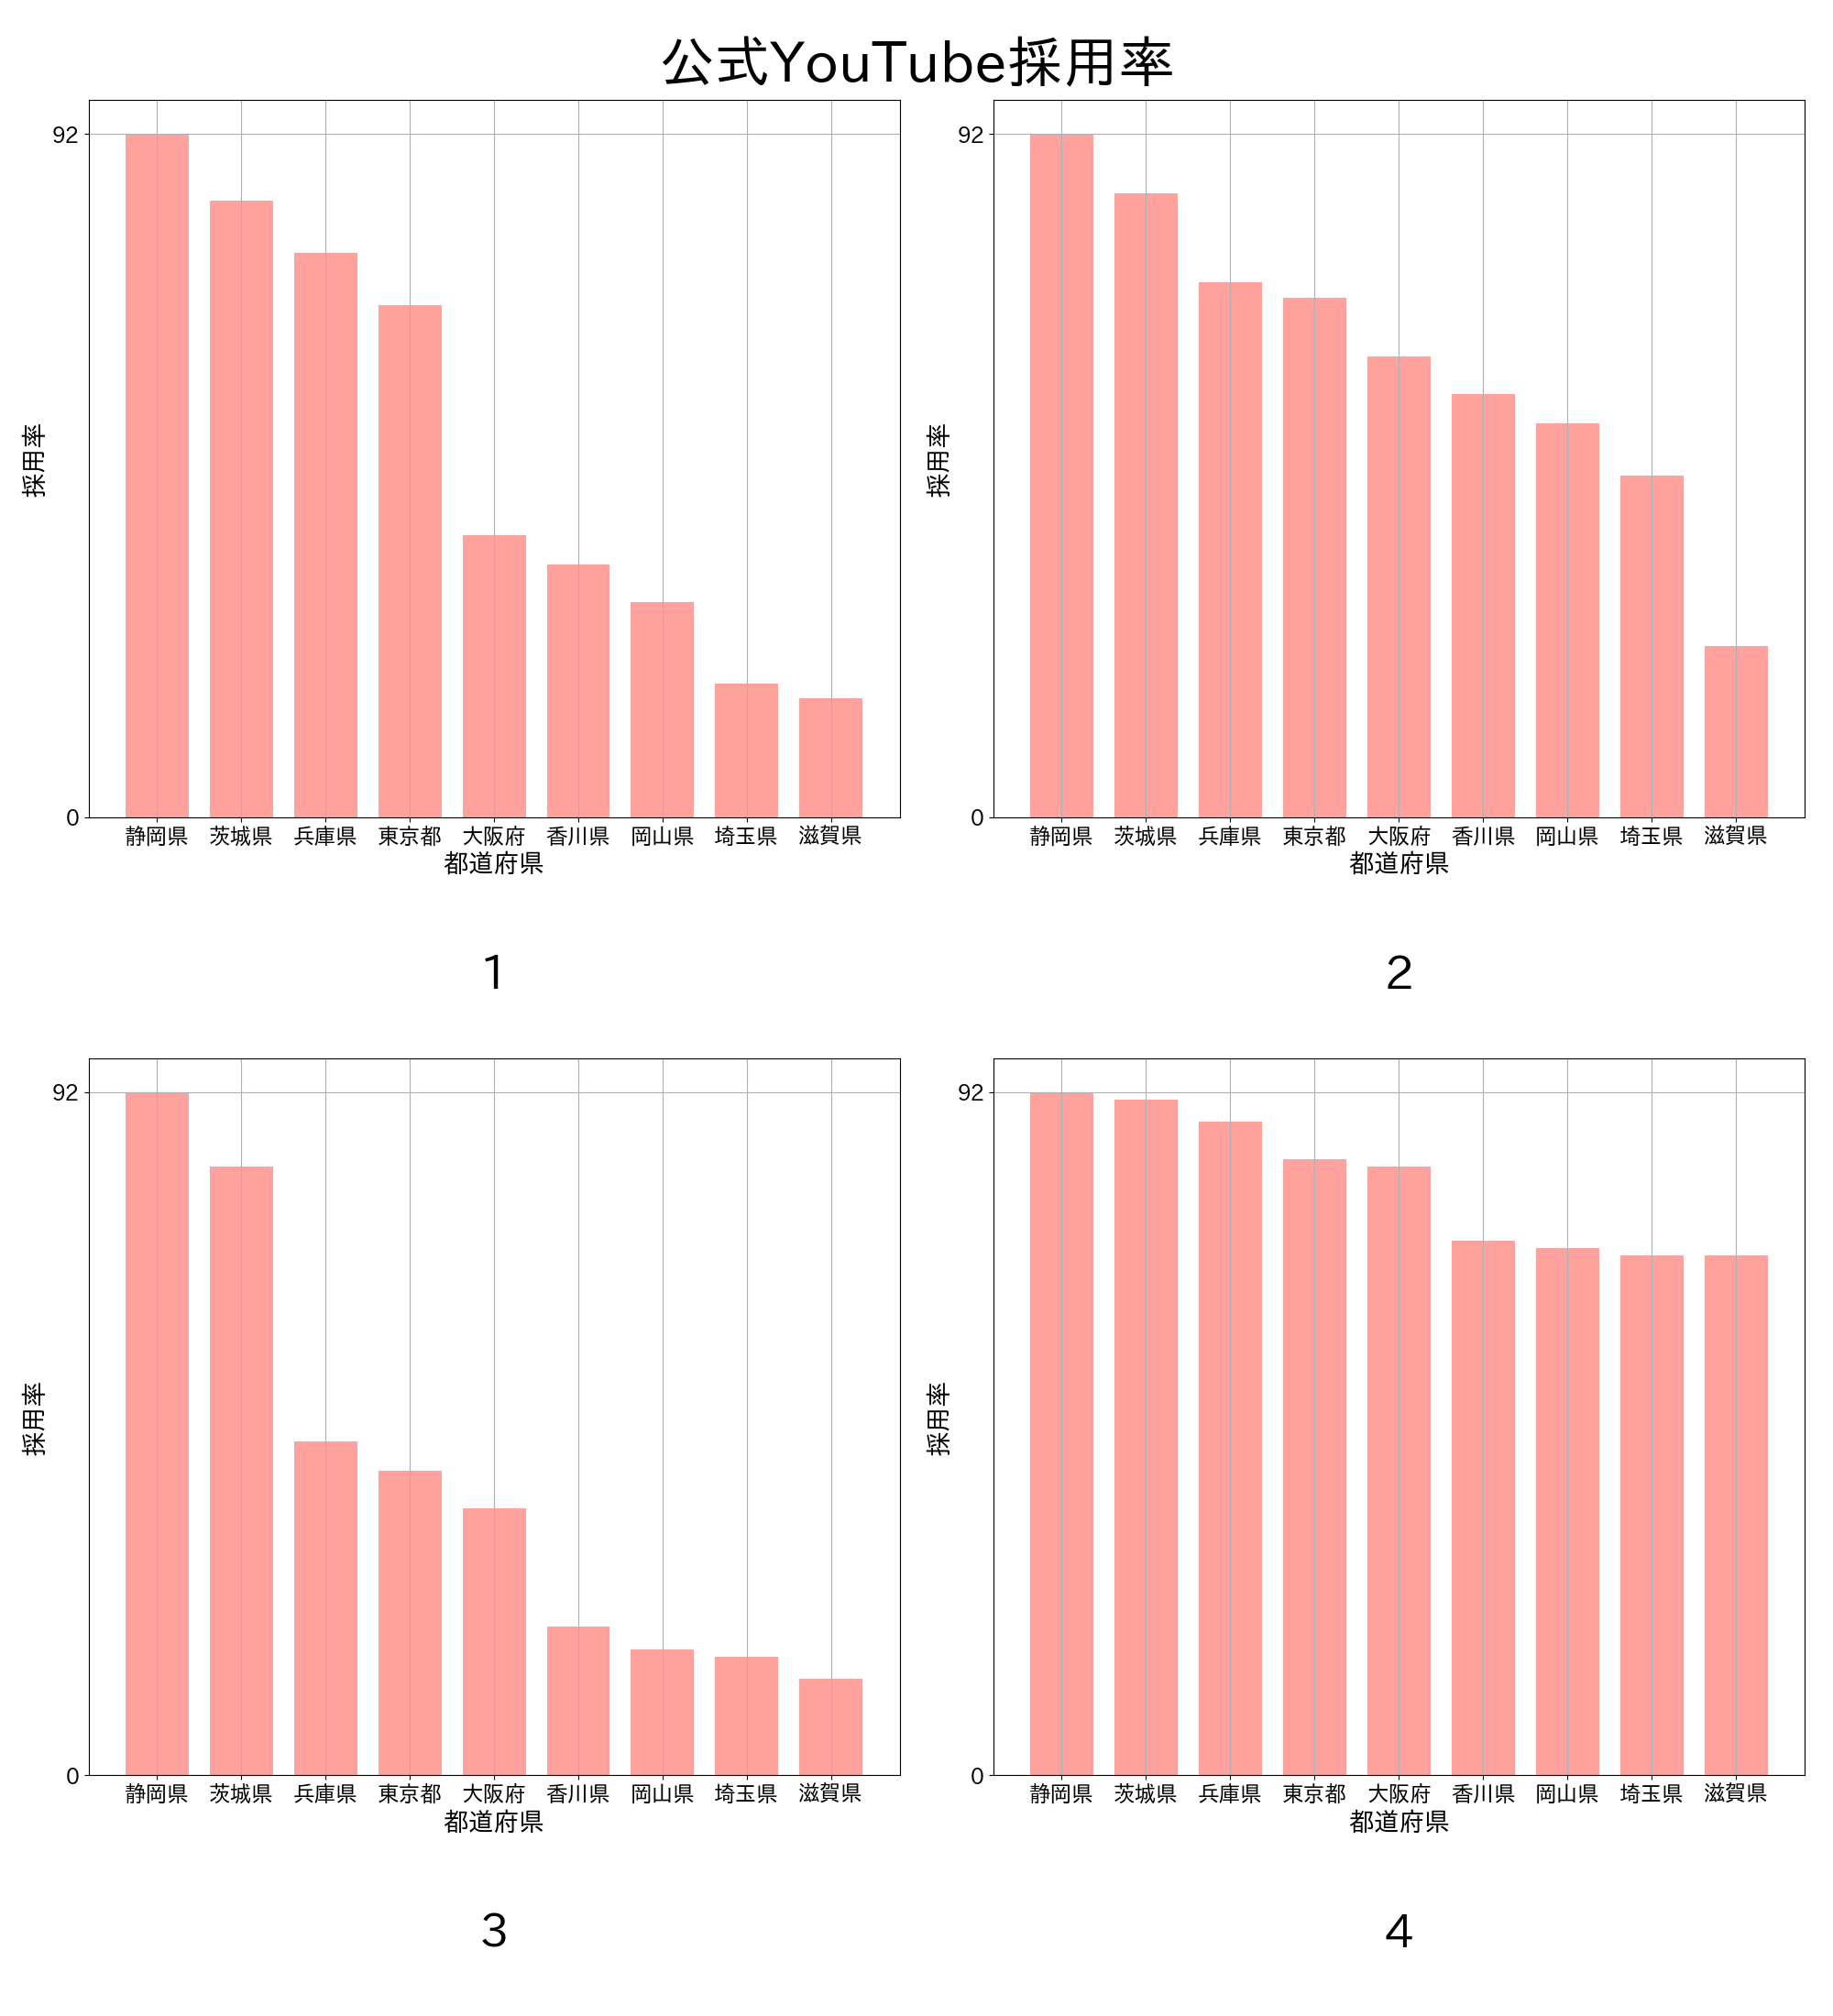 公式YouTube採用率
92
0
採用率
静岡県 茨城県 兵庫県 東京都 大阪府 香川県 岡山県 埼玉県 滋賀県
都道府県
1
92
0
採用率
静岡県 茨城県 兵庫県 東京都 大阪府 香川県 岡山県 埼玉県 滋賀県
都道府県
2
92
0
採用率
静岡県 茨城県 兵庫県 東京都 大阪府 香川県 岡山県 埼玉県 滋賀県
都道府県
3
92
0
採用率
静岡県 茨城県 兵庫県 東京都 大阪府 香川県 岡山県 埼玉県 滋賀県
都道府県
4